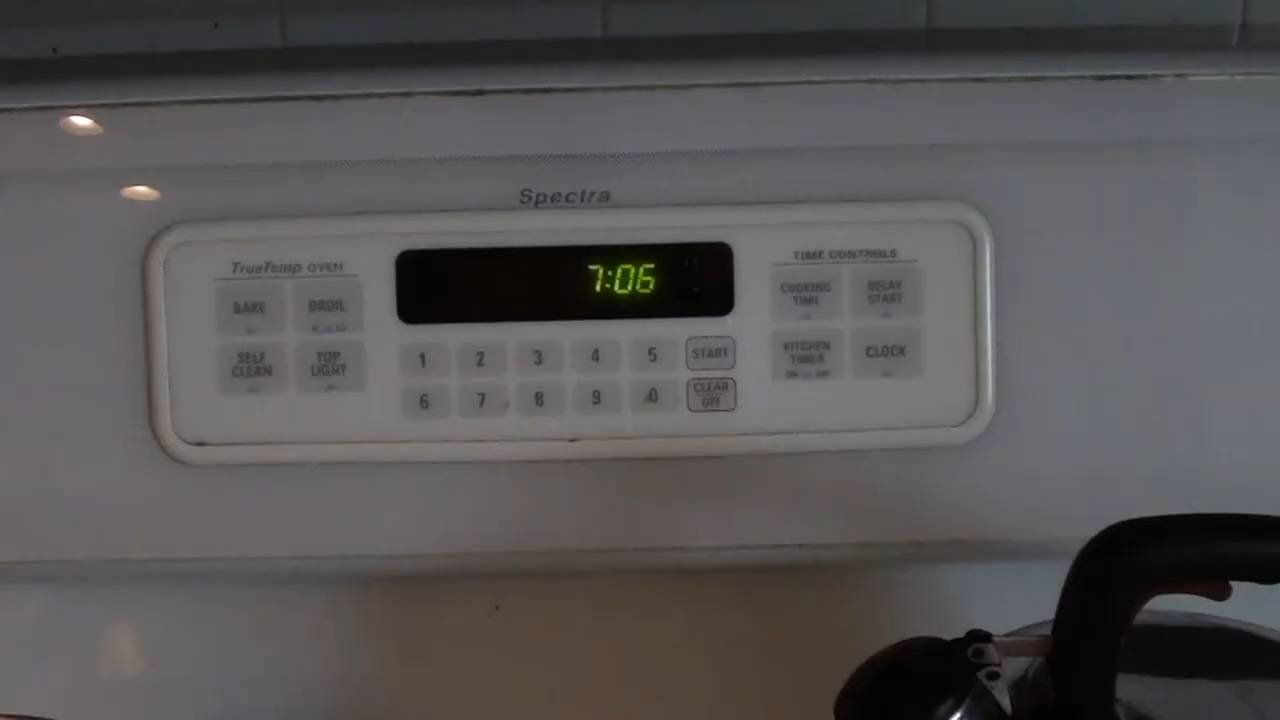 Spectra
TrueTemp OVEN
BAKE
BROIL
SELF
CLEAN
TOP
LIGHT
7:06
1 2 3 4 5 START
6 7 8 9 0 CLEAR
OFF
TIME CONTROLS
COOKING
TIME
DELAY
START
KITCHEN
TIMER
CLOCK